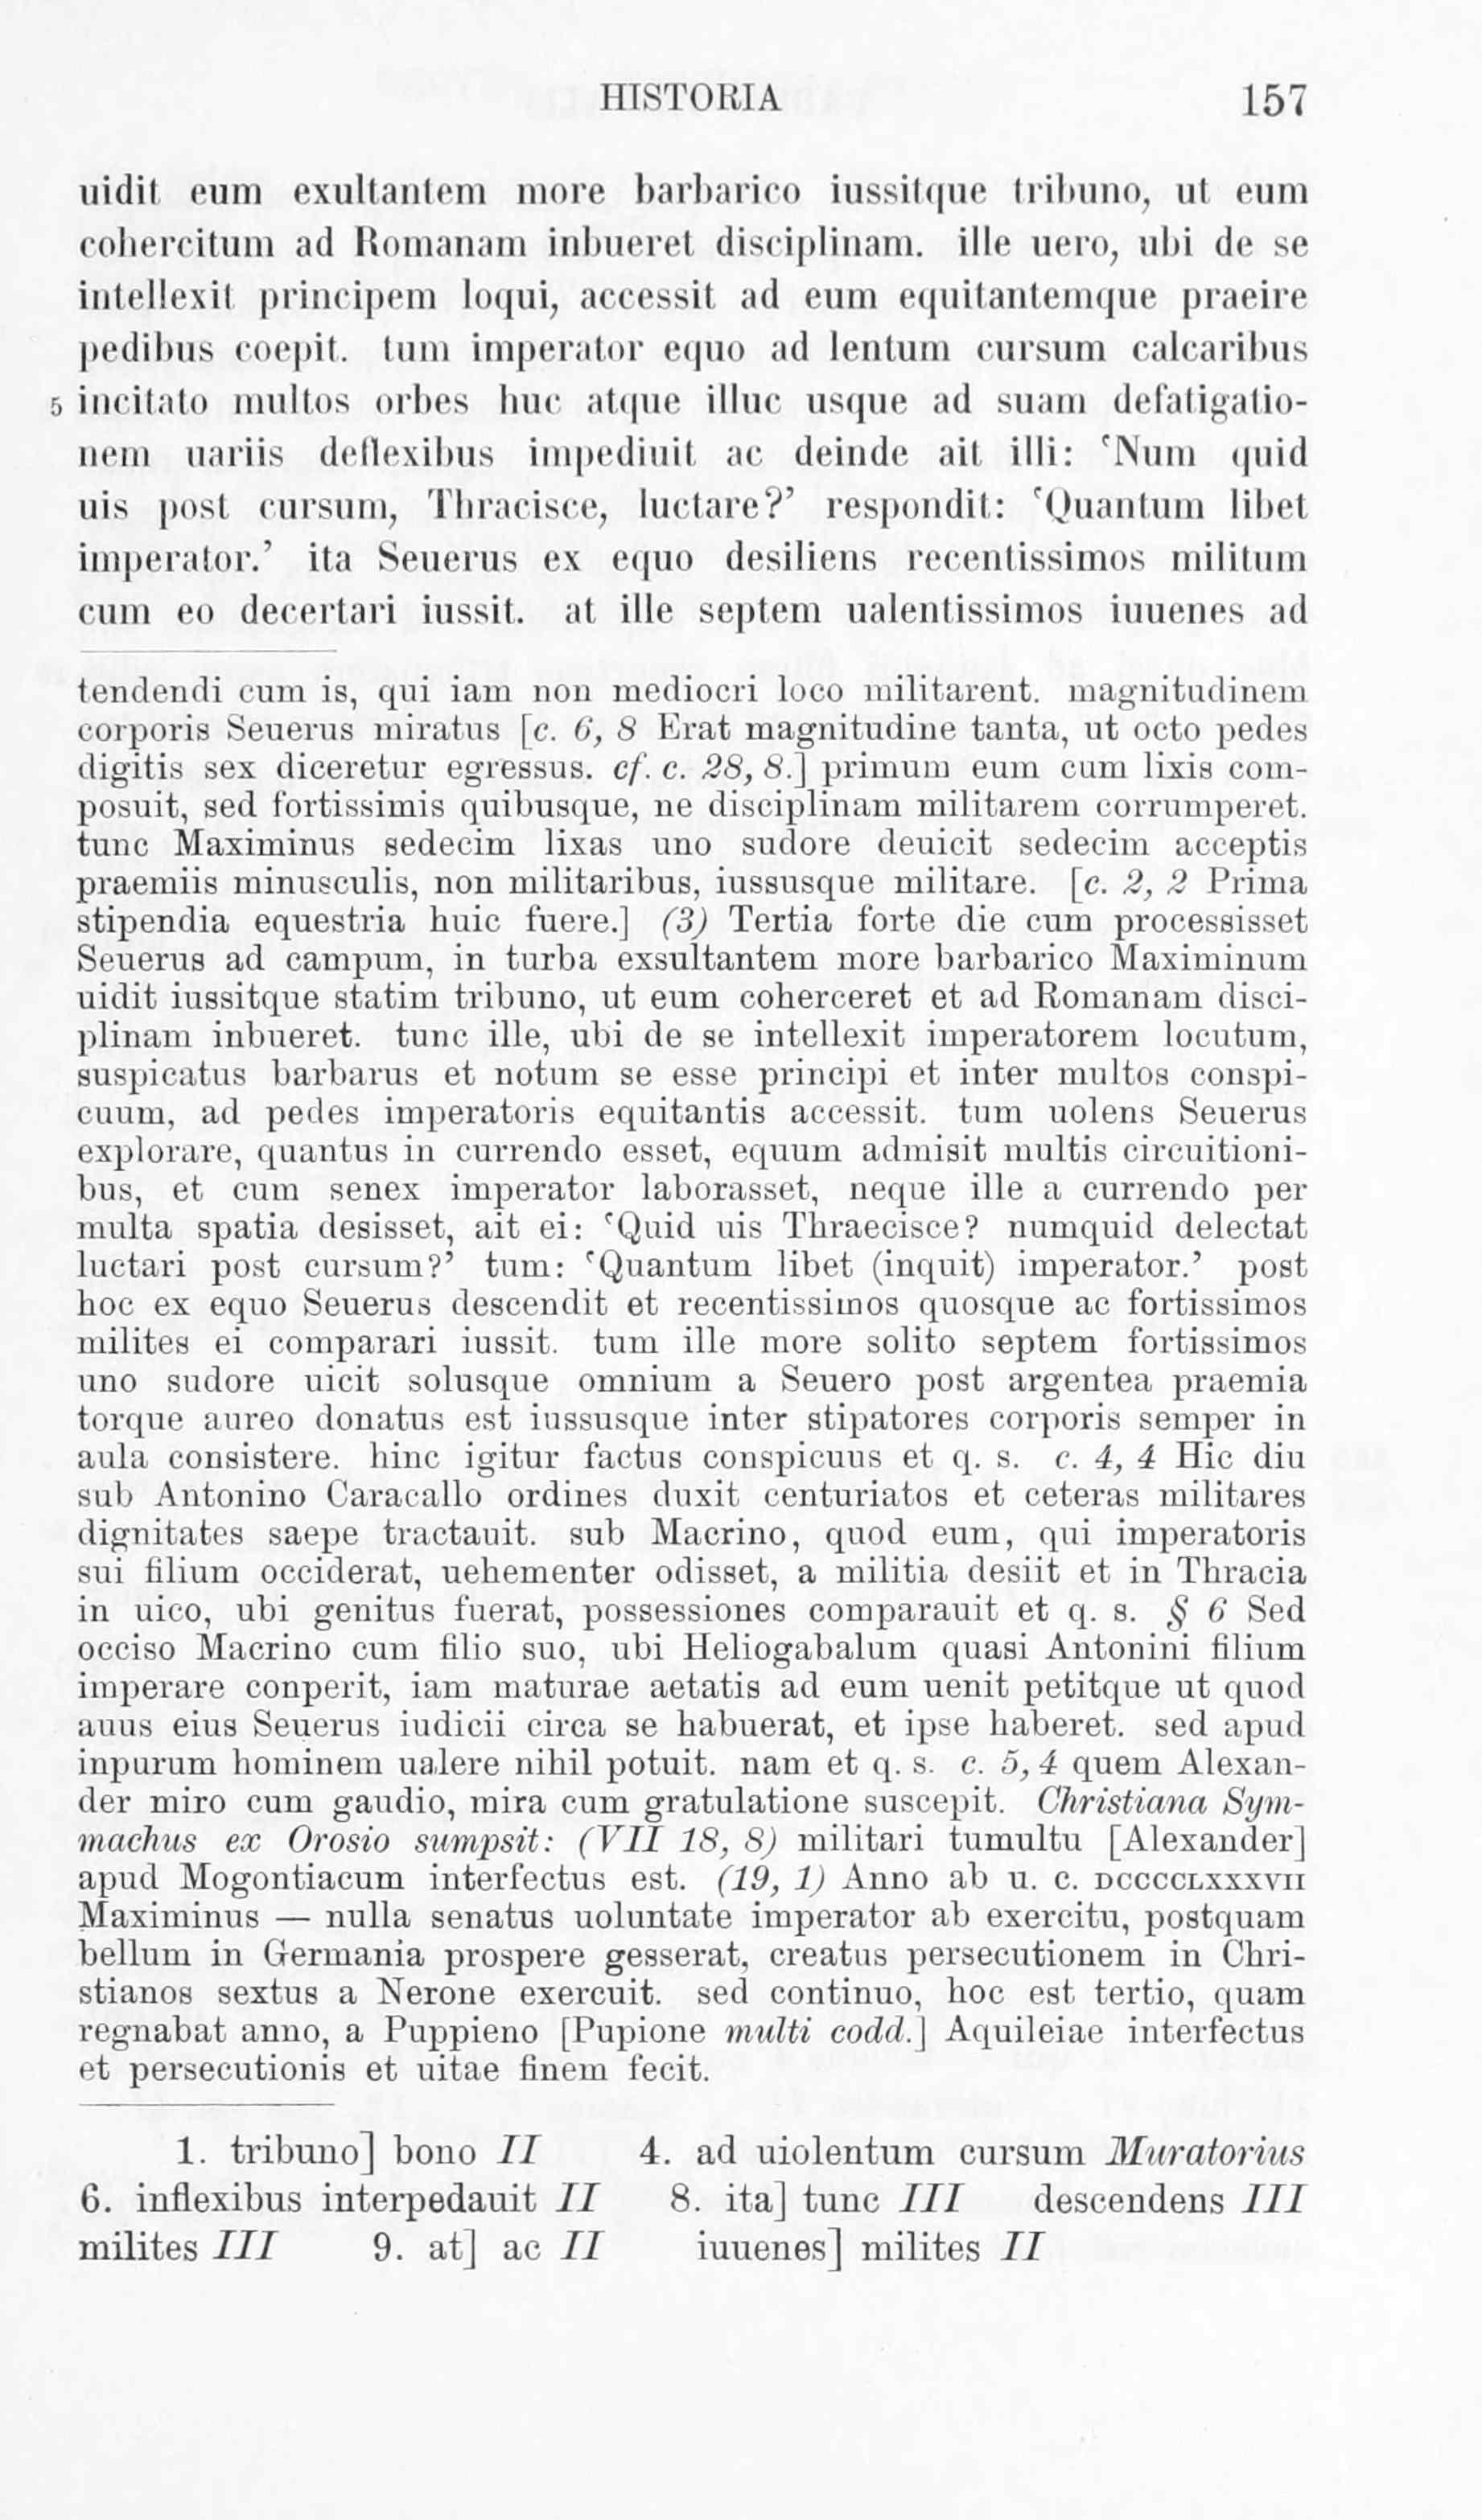 HISTORIA 157
uidit eum exultantem more barbarico iussitque tribuno, ut eum
cohercitum ad Romanam inbueret disciplinam. ille uero, ubi de se
intellexit principem loqui, accessit ad eum equitantemque praeire
pedibus coepit. tum imperator equo ad lentum cursum calcaribus
5 incitato multos orbes huc atque illuc usque ad suam defatigatio-
nem uariis deflexibus impediuit ac deinde ait illi: ‘Num quid
uis post cursum, Thracisce, luctare?’ respondit: ‘Quantum libet
imperator.’ ita Seuerus ex equo desiliens recentissimos militum
cum eo decertari iussit. at ille septem ualentissimos iuuenes ad
tendendi cum is, qui iam non mediocri loco militarent. magnitudinem
corporis Seuerus miratus [c. 6, 8 Erat magnitudine tanta, ut octo pedes
digitis sex diceretur egressus. cf. c. 28, 8.] primum eum cum lixis com-
posuit, sed fortissimis quibusque, ne disciplinam militarem corrumperet.
tunc Maximinus sedecim lixas uno sudore deuicit sedecim acceptis
praemiis minusculis, non militaribus, iussusque militare. [c. 2, 2 Prima
stipendia equestria huic fuere.] (3) Tertia forte die cum processisset
Seuerus ad campum, in turba exsultantem more barbarico Maximinum
uidit iussitque statim tribuno, ut eum coherceret et ad Romanam disci-
plinam inbueret. tunc ille, ubi de se intellexit imperatorem locutum,
suspicatus barbarus et notum se esse principi et inter multos conspi-
cuum, ad pedes imperatoris equitantis accessit. tum uolens Seuerus
explorare, quantus in currendo esset, equum admisit multis circuitioni-
bus, et cum senex imperator laborasset, neque ille a currendo per
multa spatia desisset, ait ei: ‘Quid uis Thraecisce? numquid delectat
luctari post cursum?’ tum: ‘Quantum libet (inquit) imperator.’ post
hoc ex equo Seuerus descendit et recentissimos quosque ac fortissimos
milites ei comparari iussit. tum ille more solito septem fortissimos
uno sudore uicit solusque omnium a Seuero post argentea praemia
torque aureo donatus est iussusque inter stipatores corporis semper in
aula consistere. hinc igitur factus conspicuus et q. s. c. 4, 4 Hic diu
sub Antonino Caracallo ordines duxit centuriatos et ceteras militares
dignitates saepe tractauit. sub Macrino, quod eum, qui imperatoris
sui filium occiderat, uehementer odisset, a militia desiit et in Thracia
in uico, ubi genitus fuerat, possessiones comparauit et q. s. § 6 Sed
occiso Macrino cum filio suo, ubi Heliogabalum quasi Antonini filium
imperare conperit, iam maturae aetatis ad eum uenit petitque ut quod
auus eius Seuerus iudicii circa se habuerat, et ipse haberet. sed apud
inpurum hominem ualere nihil potuit. nam et q. s. c. 5, 4 quem Alexan-
der miro cum gaudio, mira cum gratulatione suscepit. Christiana Sym-
machus ex Orosio sumpsit: (VII 18, 8) militari tumultu [Alexander]
apud Mogontiacum interfectus est. (19, 1) Anno ab u. c. DCCCCLXXXVII
Maximinus — nulla senatus uoluntate imperator ab exercitu, postquam
bellum in Germania prospere gesserat, creatus persecutionem in Chri-
stianos sextus a Nerone exercuit. sed continuo, hoc est tertio, quam
regnabat anno, a Puppieno [Pupione multi codd.] Aquileiae interfectus
et persecutionis et uitae finem fecit.
1. tribuno] bono II 4. ad uiolentum cursum Muratorius
6. inflexibus interpedauit II 8. ita] tunc III descendens III
milites III 9. at] ac II iuuenes] milites II